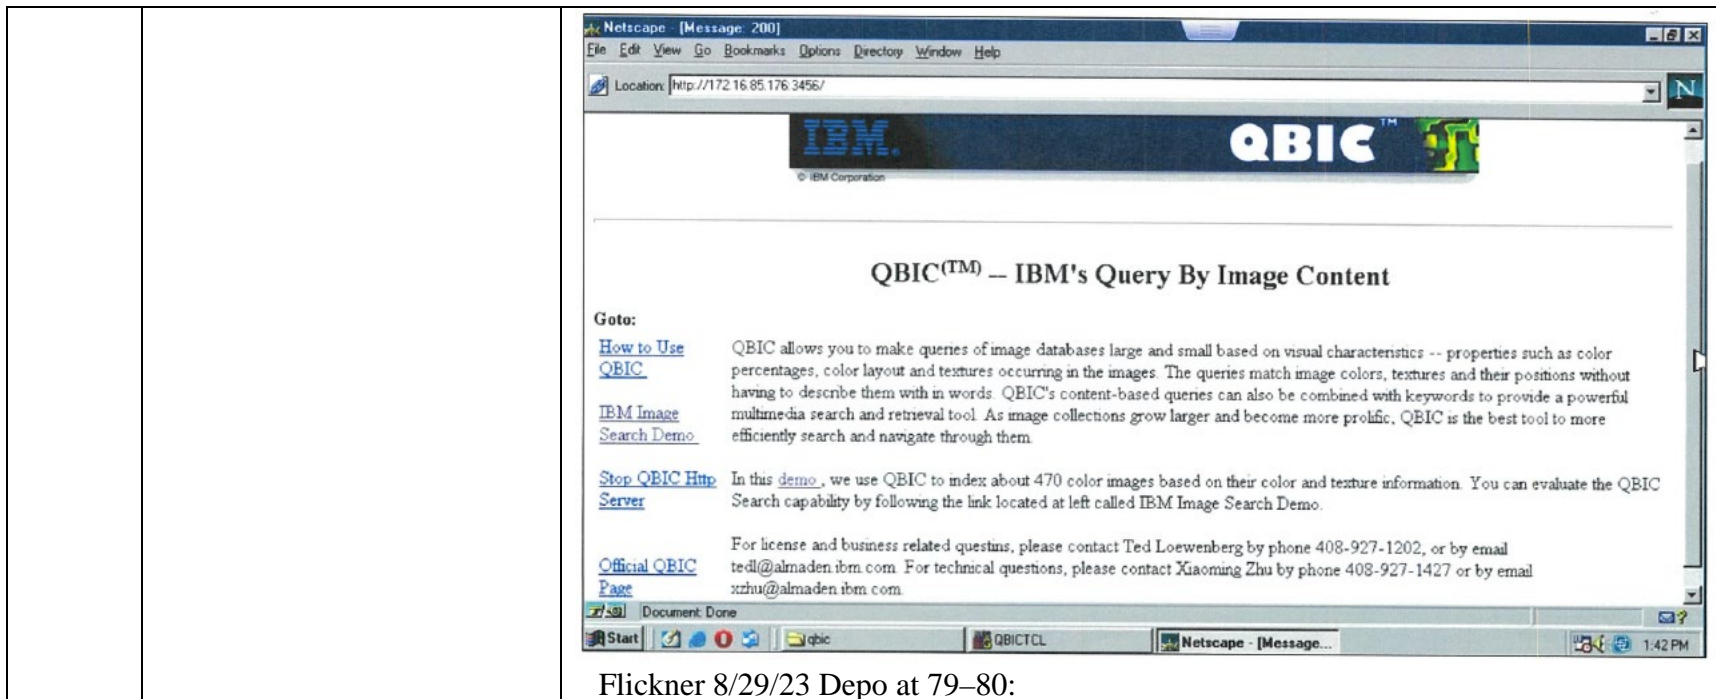 Netscape - [Message: 200]
File Edit View Go Bookmarks Options Directory Window Help
Location: http://172.16.85.176:3456/
IBM. QBIC™
© IBM Corporation
QBIC(TM) -- IBM's Query By Image Content
Goto:
How to Use
QBIC
IBM Image
Search Demo
Stop QBIC Http
Server
Official QBIC
Page
QBIC allows you to make queries of image databases large and small based on visual characteristics -- properties such as color
percentages, color layout and textures occurring in the images. The queries match image colors, textures and their positions without
having to describe them with in words. QBIC's content-based queries can also be combined with keywords to provide a powerful
multimedia search and retrieval tool. As image collections grow larger and become more prolific, QBIC is the best tool to more
efficiently search and navigate through them.
In this demo , we use QBIC to index about 470 color images based on their color and texture information. You can evaluate the QBIC
Search capability by following the link located at left called IBM Image Search Demo.
For license and business related questins, please contact Ted Loewenberg by phone 408-927-1202, or by email
tedl@almaden.ibm.com. For technical questions, please contact Xiaoming Zhu by phone 408-927-1427 or by email
xzhu@almaden.ibm.com.
Document: Done
Start qbic QBICTCL Netscape - [Message... 1:42 PM
Flickner 8/29/23 Depo at 79–80: